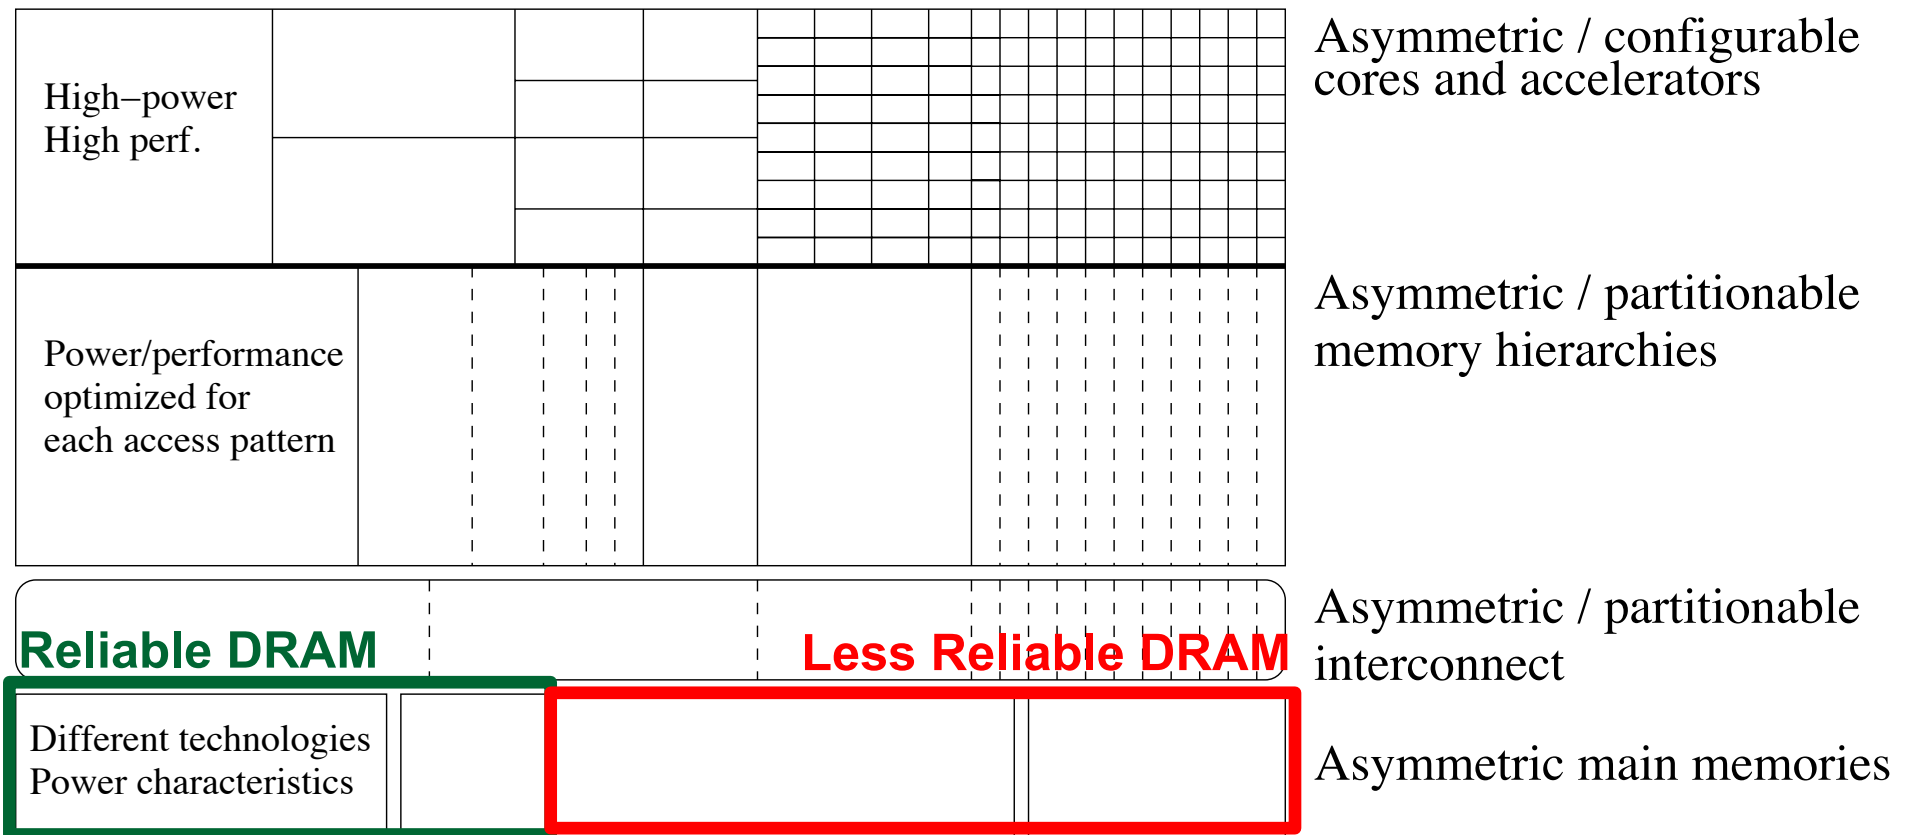 Asymmetric / configurable
cores and accelerators
High−power
High perf.
Asymmetric / partitionable
memory hierarchies
Power/performance
optimized for
each access pattern
Asymmetric / partitionable
interconnect
Reliable DRAM
Less Reliable DRAM
Different technologies
Power characteristics
Asymmetric main memories